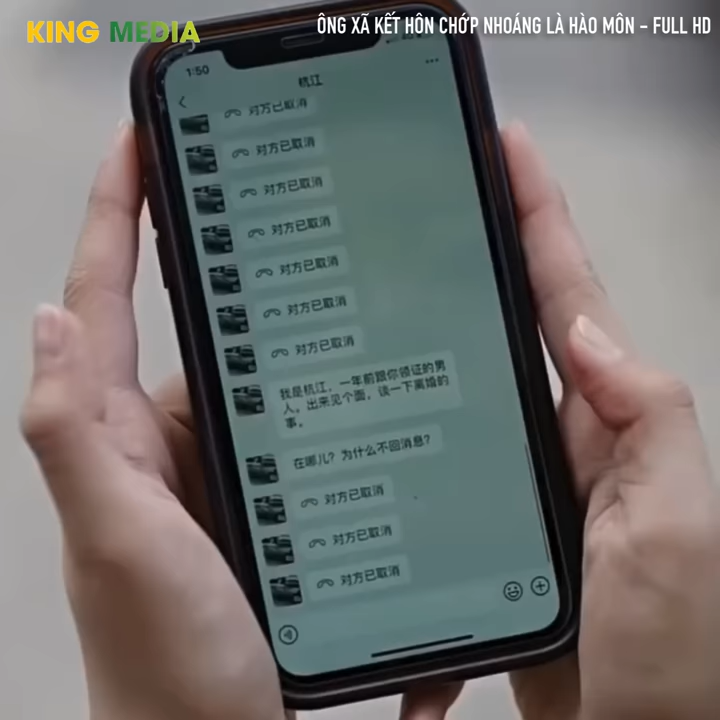 KING MEDIA
ÔNG XÃ KẾT HÔN CHỚP NHOÁNG LÀ HÀO MÔN - FULL HD
1:50
杭江
对方已取消
对方已取消
对方已取消
对方已取消
对方已取消
对方已取消
对方已取消
我是杭江，一年前跟你领证的男
人。出来见个面，谈一下离婚的
事。
在哪儿？为什么不回消息？
对方已取消
对方已取消
对方已取消